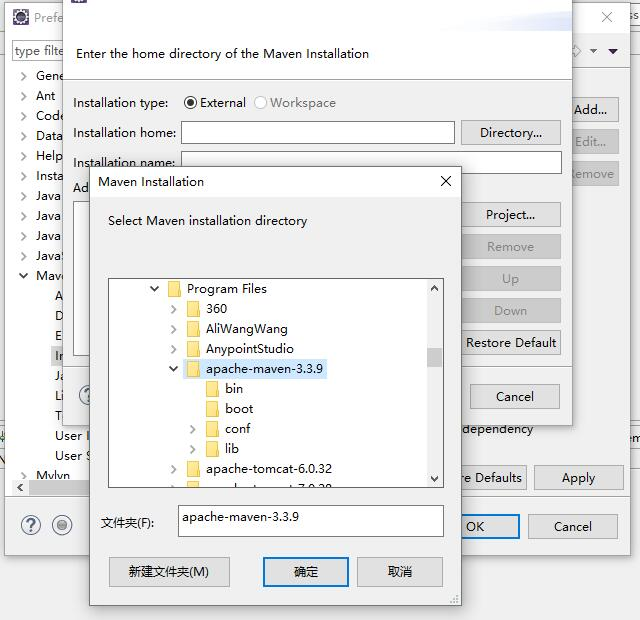 Prefe
type filte
Gene
Ant
Code
Data
Help
Insta
Java
Java
Java
JavaS
Mave
A
D
E
In
Ja
Li
T
User I
User S
Mylyn
Enter the home directory of the Maven Installation
Installation type:
External
Workspace
Installation home:
Directory...
Installation name:
Ad
Project...
Remove
Up
Down
Restore Default
Cancel
Add...
Edit...
emove
ependency
re Defaults
Apply
OK
Cancel
Maven Installation
Select Maven installation directory
Program Files
360
AliWangWang
AnypointStudio
apache-maven-3.3.9
bin
boot
conf
lib
apache-tomcat-6.0.32
文件夹(F):
apache-maven-3.3.9
新建文件夹(M)
确定
取消